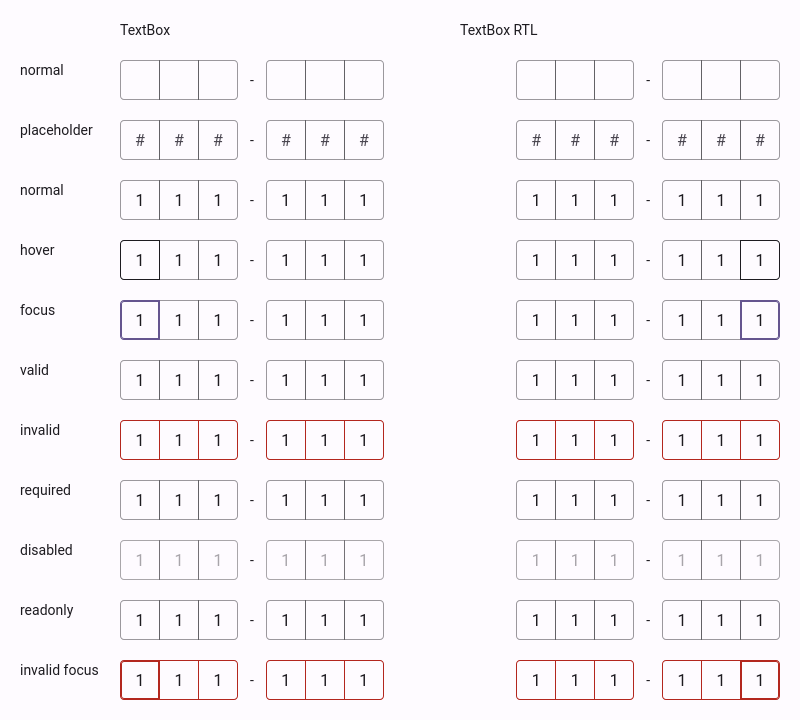 TextBox TextBox RTL
normal - -
placeholder # # # - # # # # # # - # # #
normal 1 1 1 - 1 1 1 1 1 1 - 1 1 1
hover 1 1 1 - 1 1 1 1 1 1 - 1 1 1
focus 1 1 1 - 1 1 1 1 1 1 - 1 1 1
valid 1 1 1 - 1 1 1 1 1 1 - 1 1 1
invalid 1 1 1 - 1 1 1 1 1 1 - 1 1 1
required 1 1 1 - 1 1 1 1 1 1 - 1 1 1
disabled 1 1 1 - 1 1 1 1 1 1 - 1 1 1
readonly 1 1 1 - 1 1 1 1 1 1 - 1 1 1
invalid focus 1 1 1 - 1 1 1 1 1 1 - 1 1 1